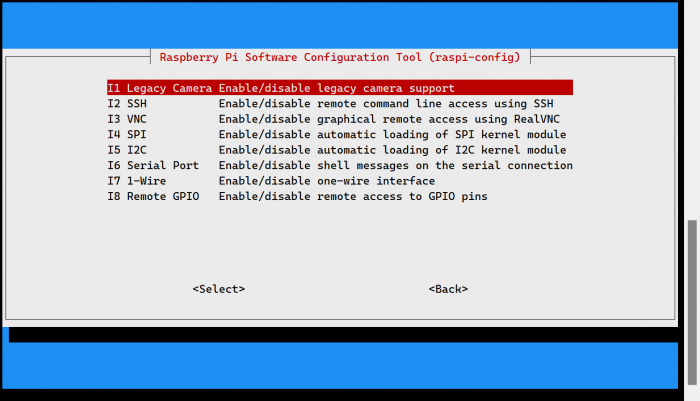 Raspberry Pi Software Configuration Tool (raspi-config)
I1 Legacy Camera Enable/disable legacy camera support
I2 SSH Enable/disable remote command line access using SSH
I3 VNC Enable/disable graphical remote access using RealVNC
I4 SPI Enable/disable automatic loading of SPI kernel module
I5 I2C Enable/disable automatic loading of I2C kernel module
I6 Serial Port Enable/disable shell messages on the serial connection
I7 1-Wire Enable/disable one-wire interface
I8 Remote GPIO Enable/disable remote access to GPIO pins
<Select> <Back>